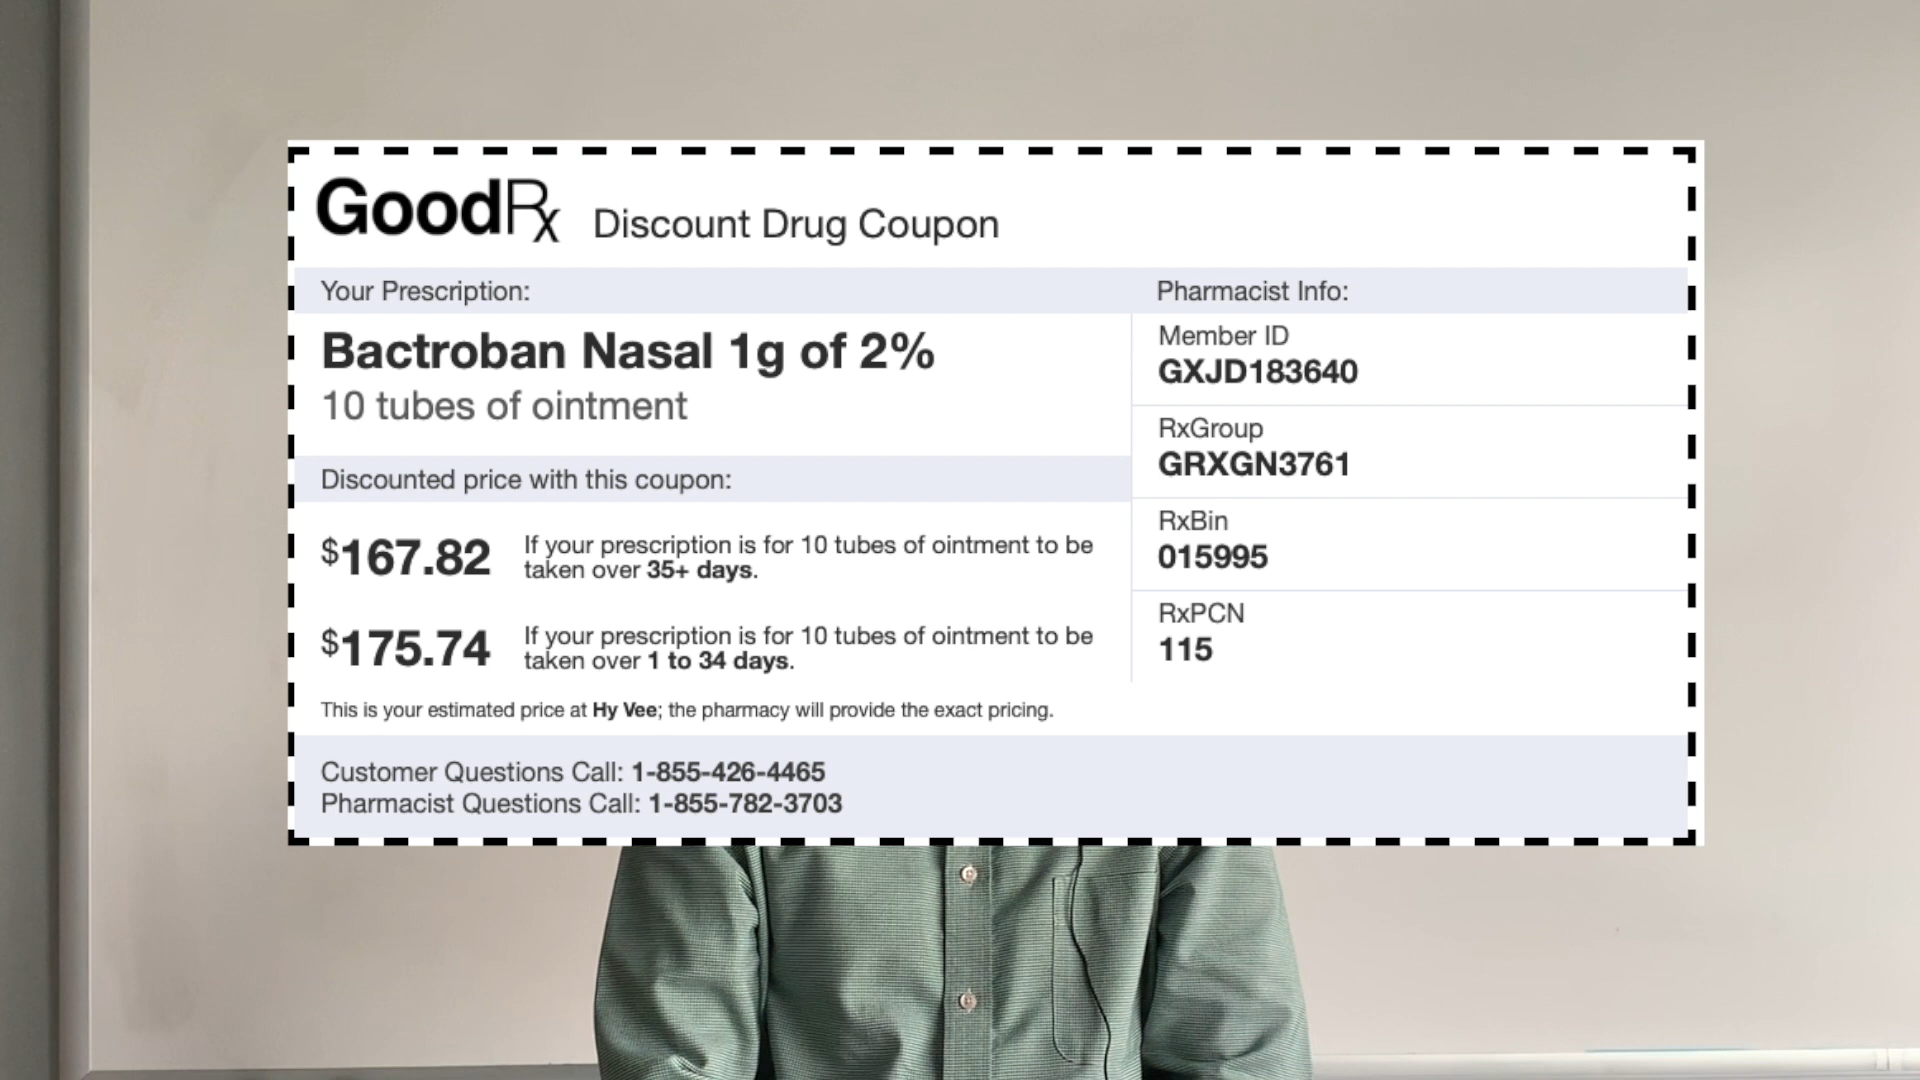 GoodRx Discount Drug Coupon
Your Prescription:
Bactroban Nasal 1g of 2%
10 tubes of ointment
Discounted price with this coupon:
$167.82 If your prescription is for 10 tubes of ointment to be
taken over 35+ days.
$175.74 If your prescription is for 10 tubes of ointment to be
taken over 1 to 34 days.
This is your estimated price at Hy Vee; the pharmacy will provide the exact pricing.
Pharmacist Info:
Member ID
GXJD183640
RxGroup
GRXGN3761
RxBin
015995
RxPCN
115
Customer Questions Call: 1-855-426-4465
Pharmacist Questions Call: 1-855-782-3703